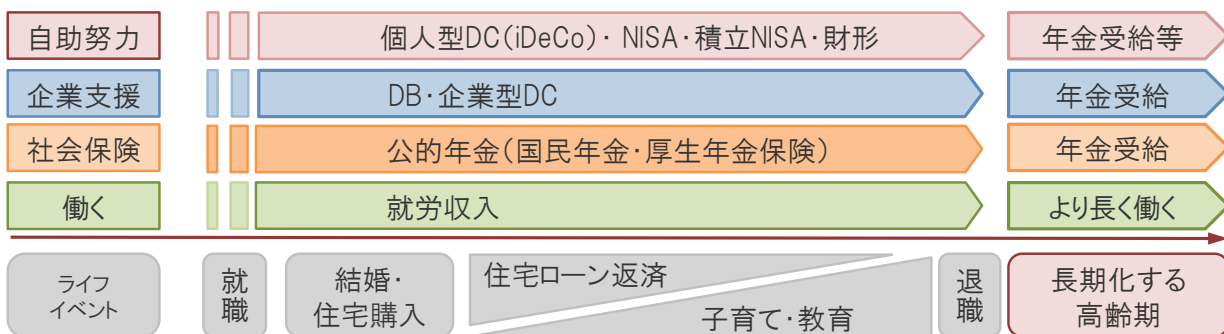 自助努力
個人型DC(iDeCo)・NISA・積立NISA・財形
年金受給等
企業支援
DB・企業型DC
年金受給
社会保険
公的年金(国民年金・厚生年金保険)
年金受給
働く
就労収入
より長く働く
ライフ
イベント
就
職
結婚・
住宅購入
住宅ローン返済
子育て・教育
退
職
長期化する
高齢期